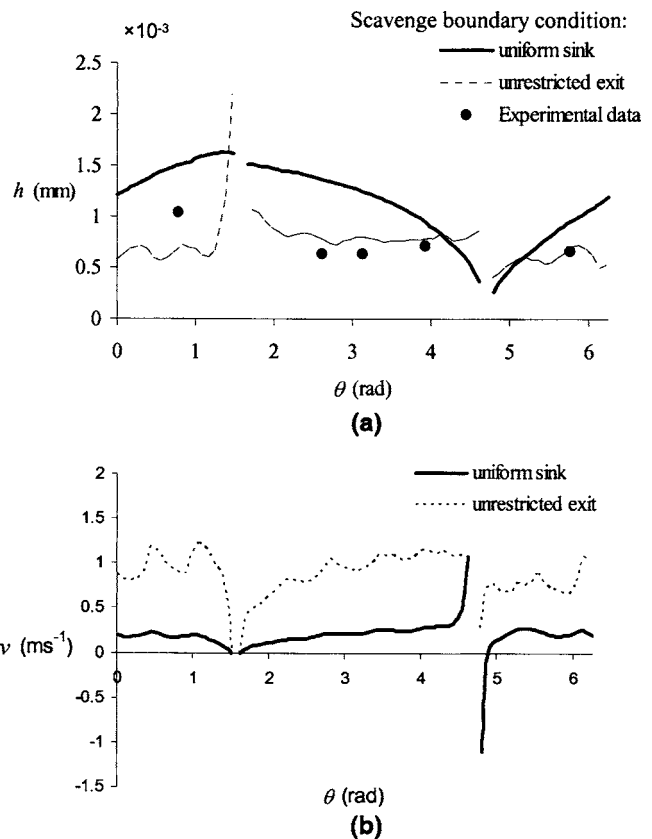 ×10⁻³
Scavenge boundary condition:
uniform sink
unrestricted exit
Experimental data
2.5
2
1.5
1
0.5
0
h (mm)
0 1 2 3 4 5 6
θ (rad)
(a)
uniform sink
unrestricted exit
2
1.5
1
0.5
0
-0.5
-1
-1.5
v (ms⁻¹)
0 1 2 3 4 5 6
θ (rad)
(b)